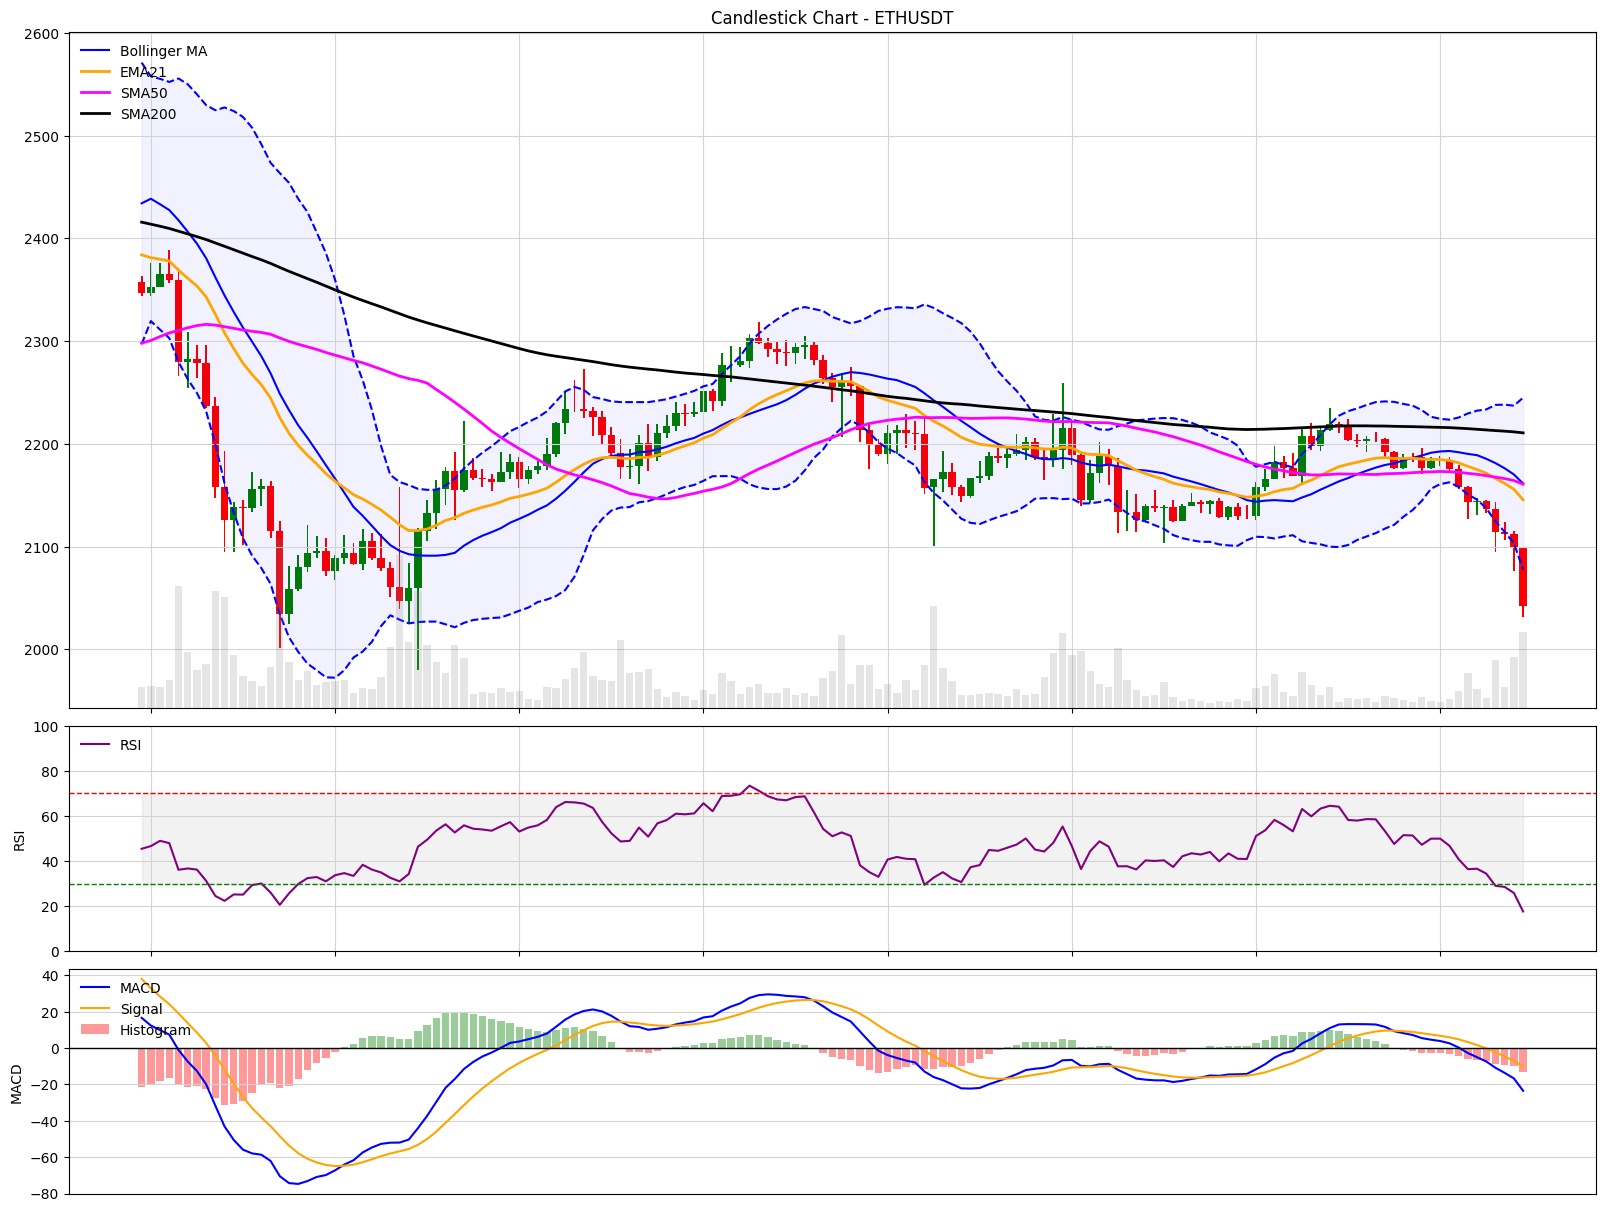 Candlestick Chart - ETHUSDT
2600
2500
2400
2300
2200
2100
2000
Bollinger MA
EMA21
SMA50
SMA200
100
80
60
40
20
0
RSI
RSI
40
20
0
−20
−40
−60
−80
MACD
MACD
Signal
Histogram